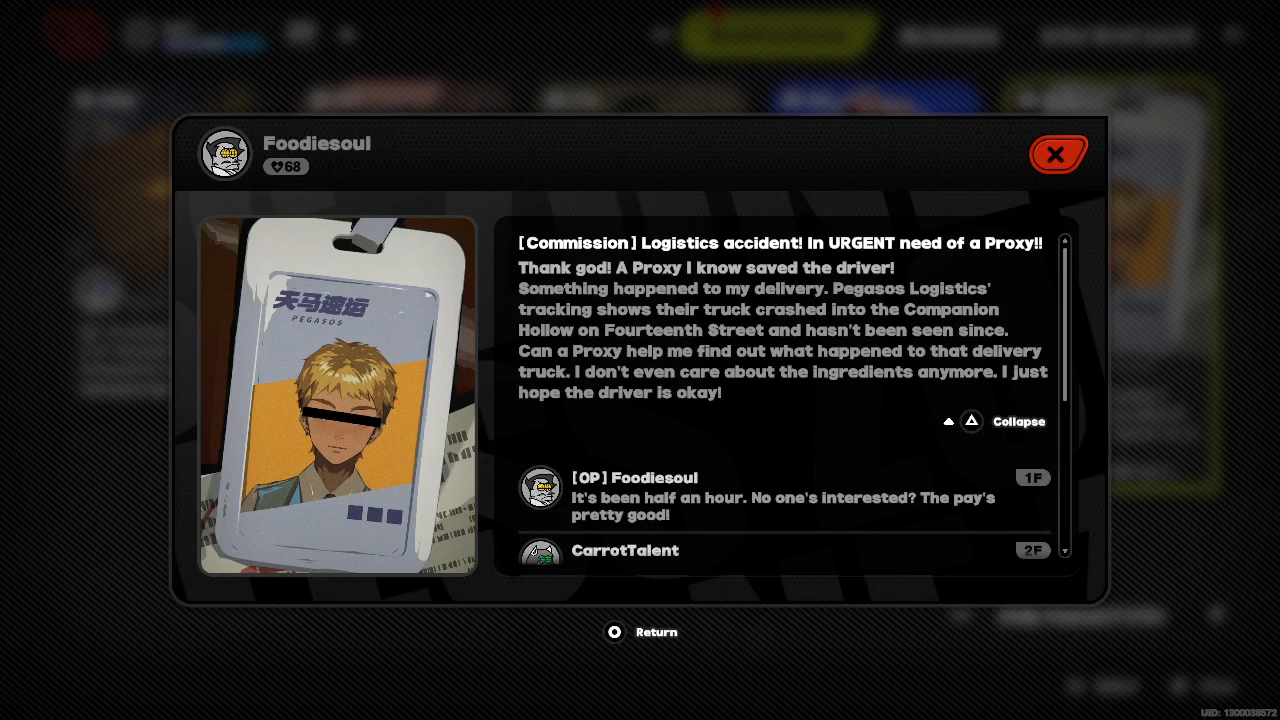 Foodiesoul
68
天马速运
PEGASOS
[Commission] Logistics accident! In URGENT need of a Proxy!!
Thank god! A Proxy I know saved the driver!
Something happened to my delivery. Pegasos Logistics'
tracking shows their truck crashed into the Companion
Hollow on Fourteenth Street and hasn't been seen since.
Can a Proxy help me find out what happened to that delivery
truck. I don't even care about the ingredients anymore. I just
hope the driver is okay!
Collapse
[OP] Foodiesoul
1F
It's been half an hour. No one's interested? The pay's
pretty good!
CarrotTalent
2F
Return
UID: 1300038572